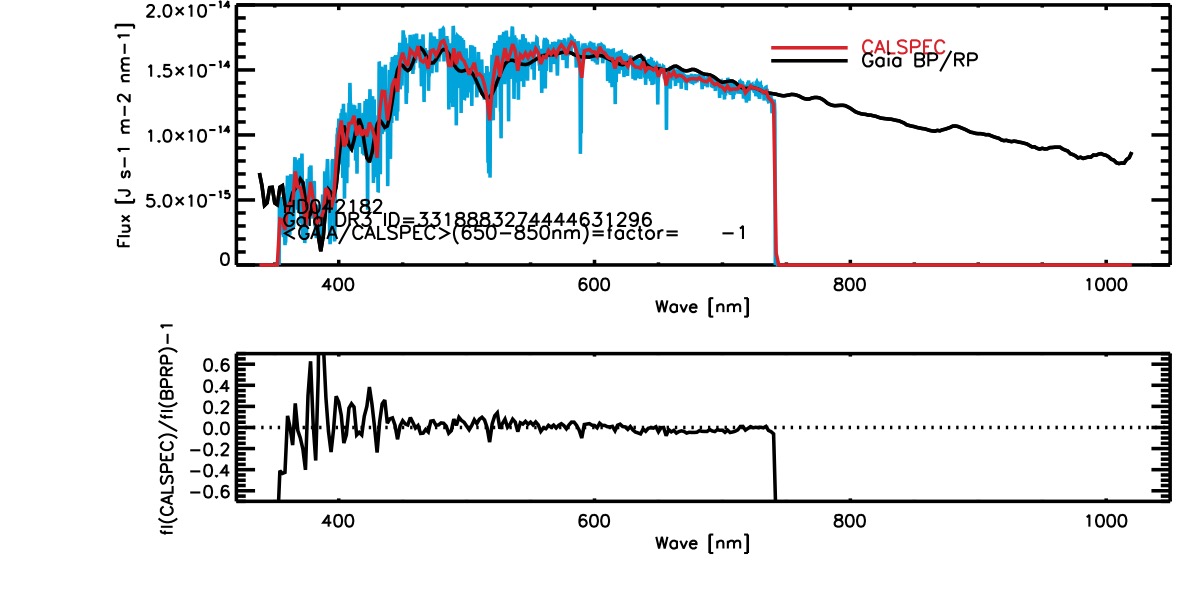 2.0×10−14
1.5×10−14
1.0×10−14
5.0×10−15
0
Flux [J s−1 m−2 nm−1]
CALSPEC
Gaia BP/RP
HD042182
Gaia DR3 ID=3318883274444631296
<GAIA/CALSPEC>(650−850nm)=factor= −1
400 600 800 1000
Wave [nm]
fl(CALSPEC)/fl(BPRP)−1
0.6
0.4
0.2
0.0
−0.2
−0.4
−0.6
400 600 800 1000
Wave [nm]